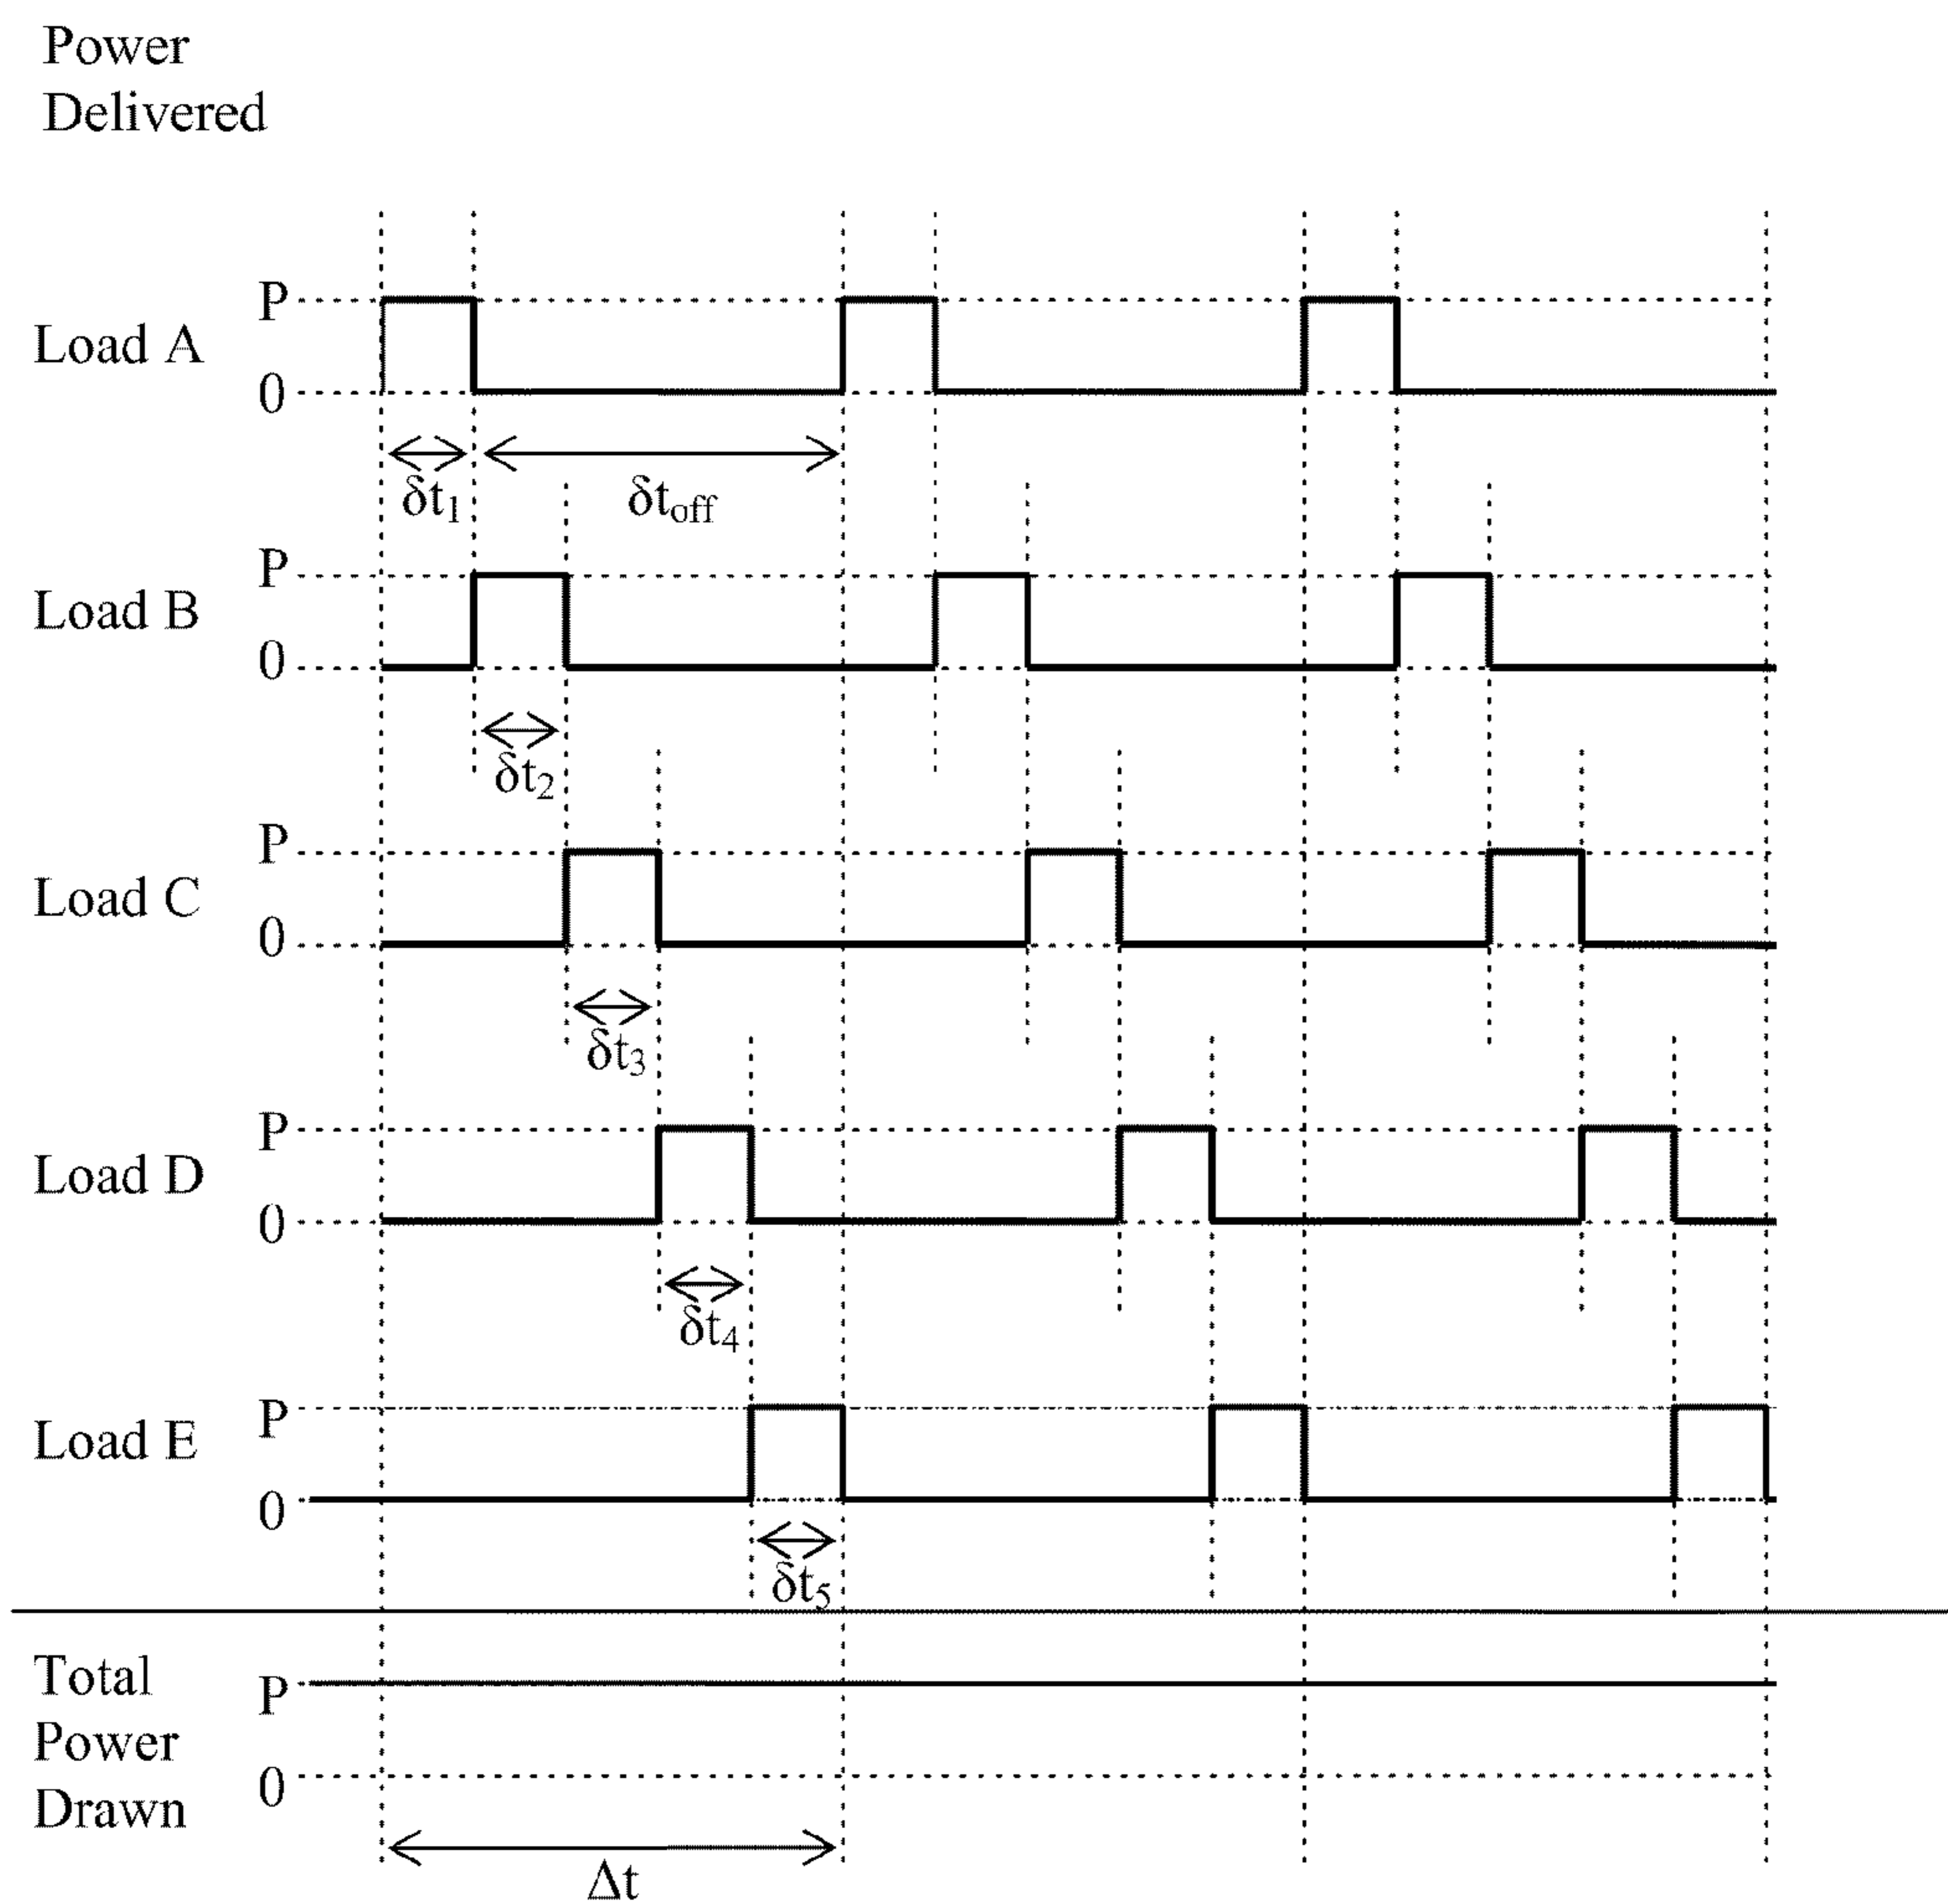 Power
Delivered
P
Load A
0
δt₁
δtₒff
P
Load B
0
δt₂
P
Load C
0
δt₃
P
Load D
0
δt₄
P
Load E
0
δt₅
Total
P
Power
0
Drawn
Δt